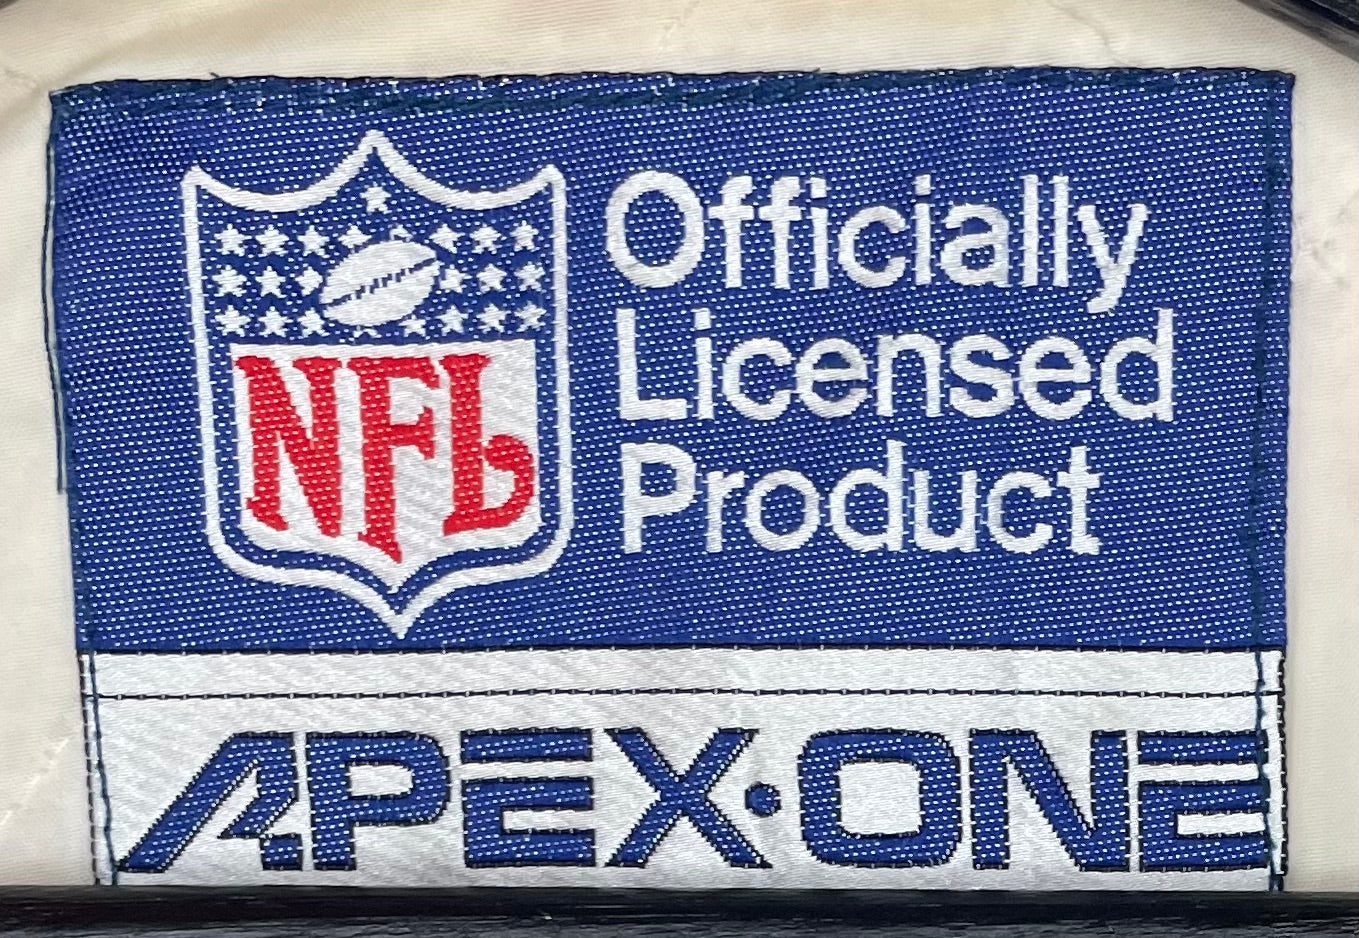 NFL
Officially
Licensed
Product
APEX·ONE